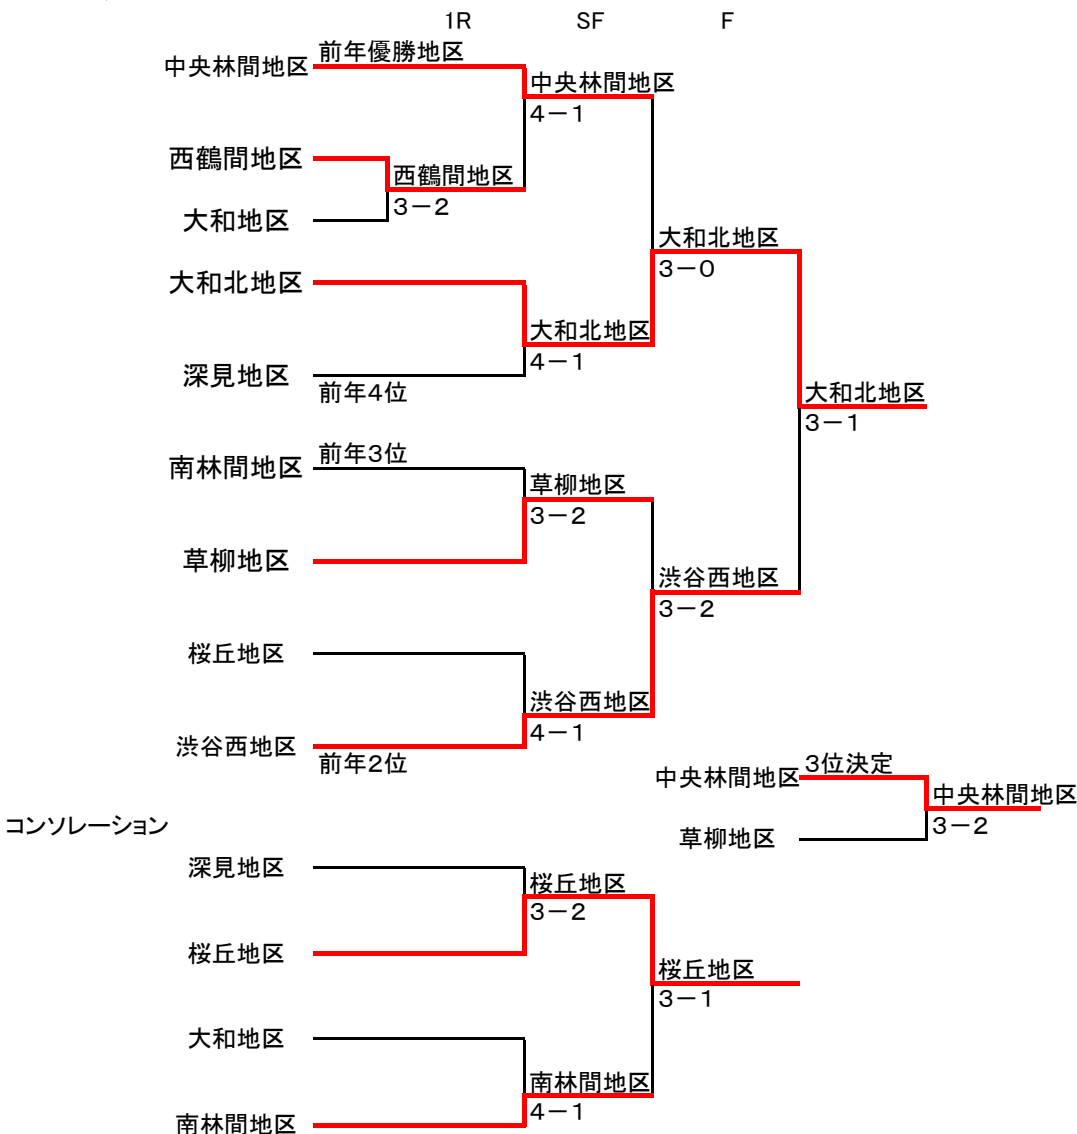 1R SF F
前年優勝地区
中央林間地区
中央林間地区
4－1
西鶴間地区
西鶴間地区
3－2
大和地区
大和北地区
3－0
大和北地区
大和北地区
4－1
深見地区
前年4位
大和北地区
3－1
前年3位
南林間地区
草柳地区
3－2
草柳地区
渋谷西地区
3－2
桜丘地区
渋谷西地区
4－1
渋谷西地区
前年2位
3位決定
中央林間地区
中央林間地区
3－2
草柳地区
コンソレーション
深見地区
桜丘地区
3－2
桜丘地区
桜丘地区
3－1
大和地区
南林間地区
4－1
南林間地区